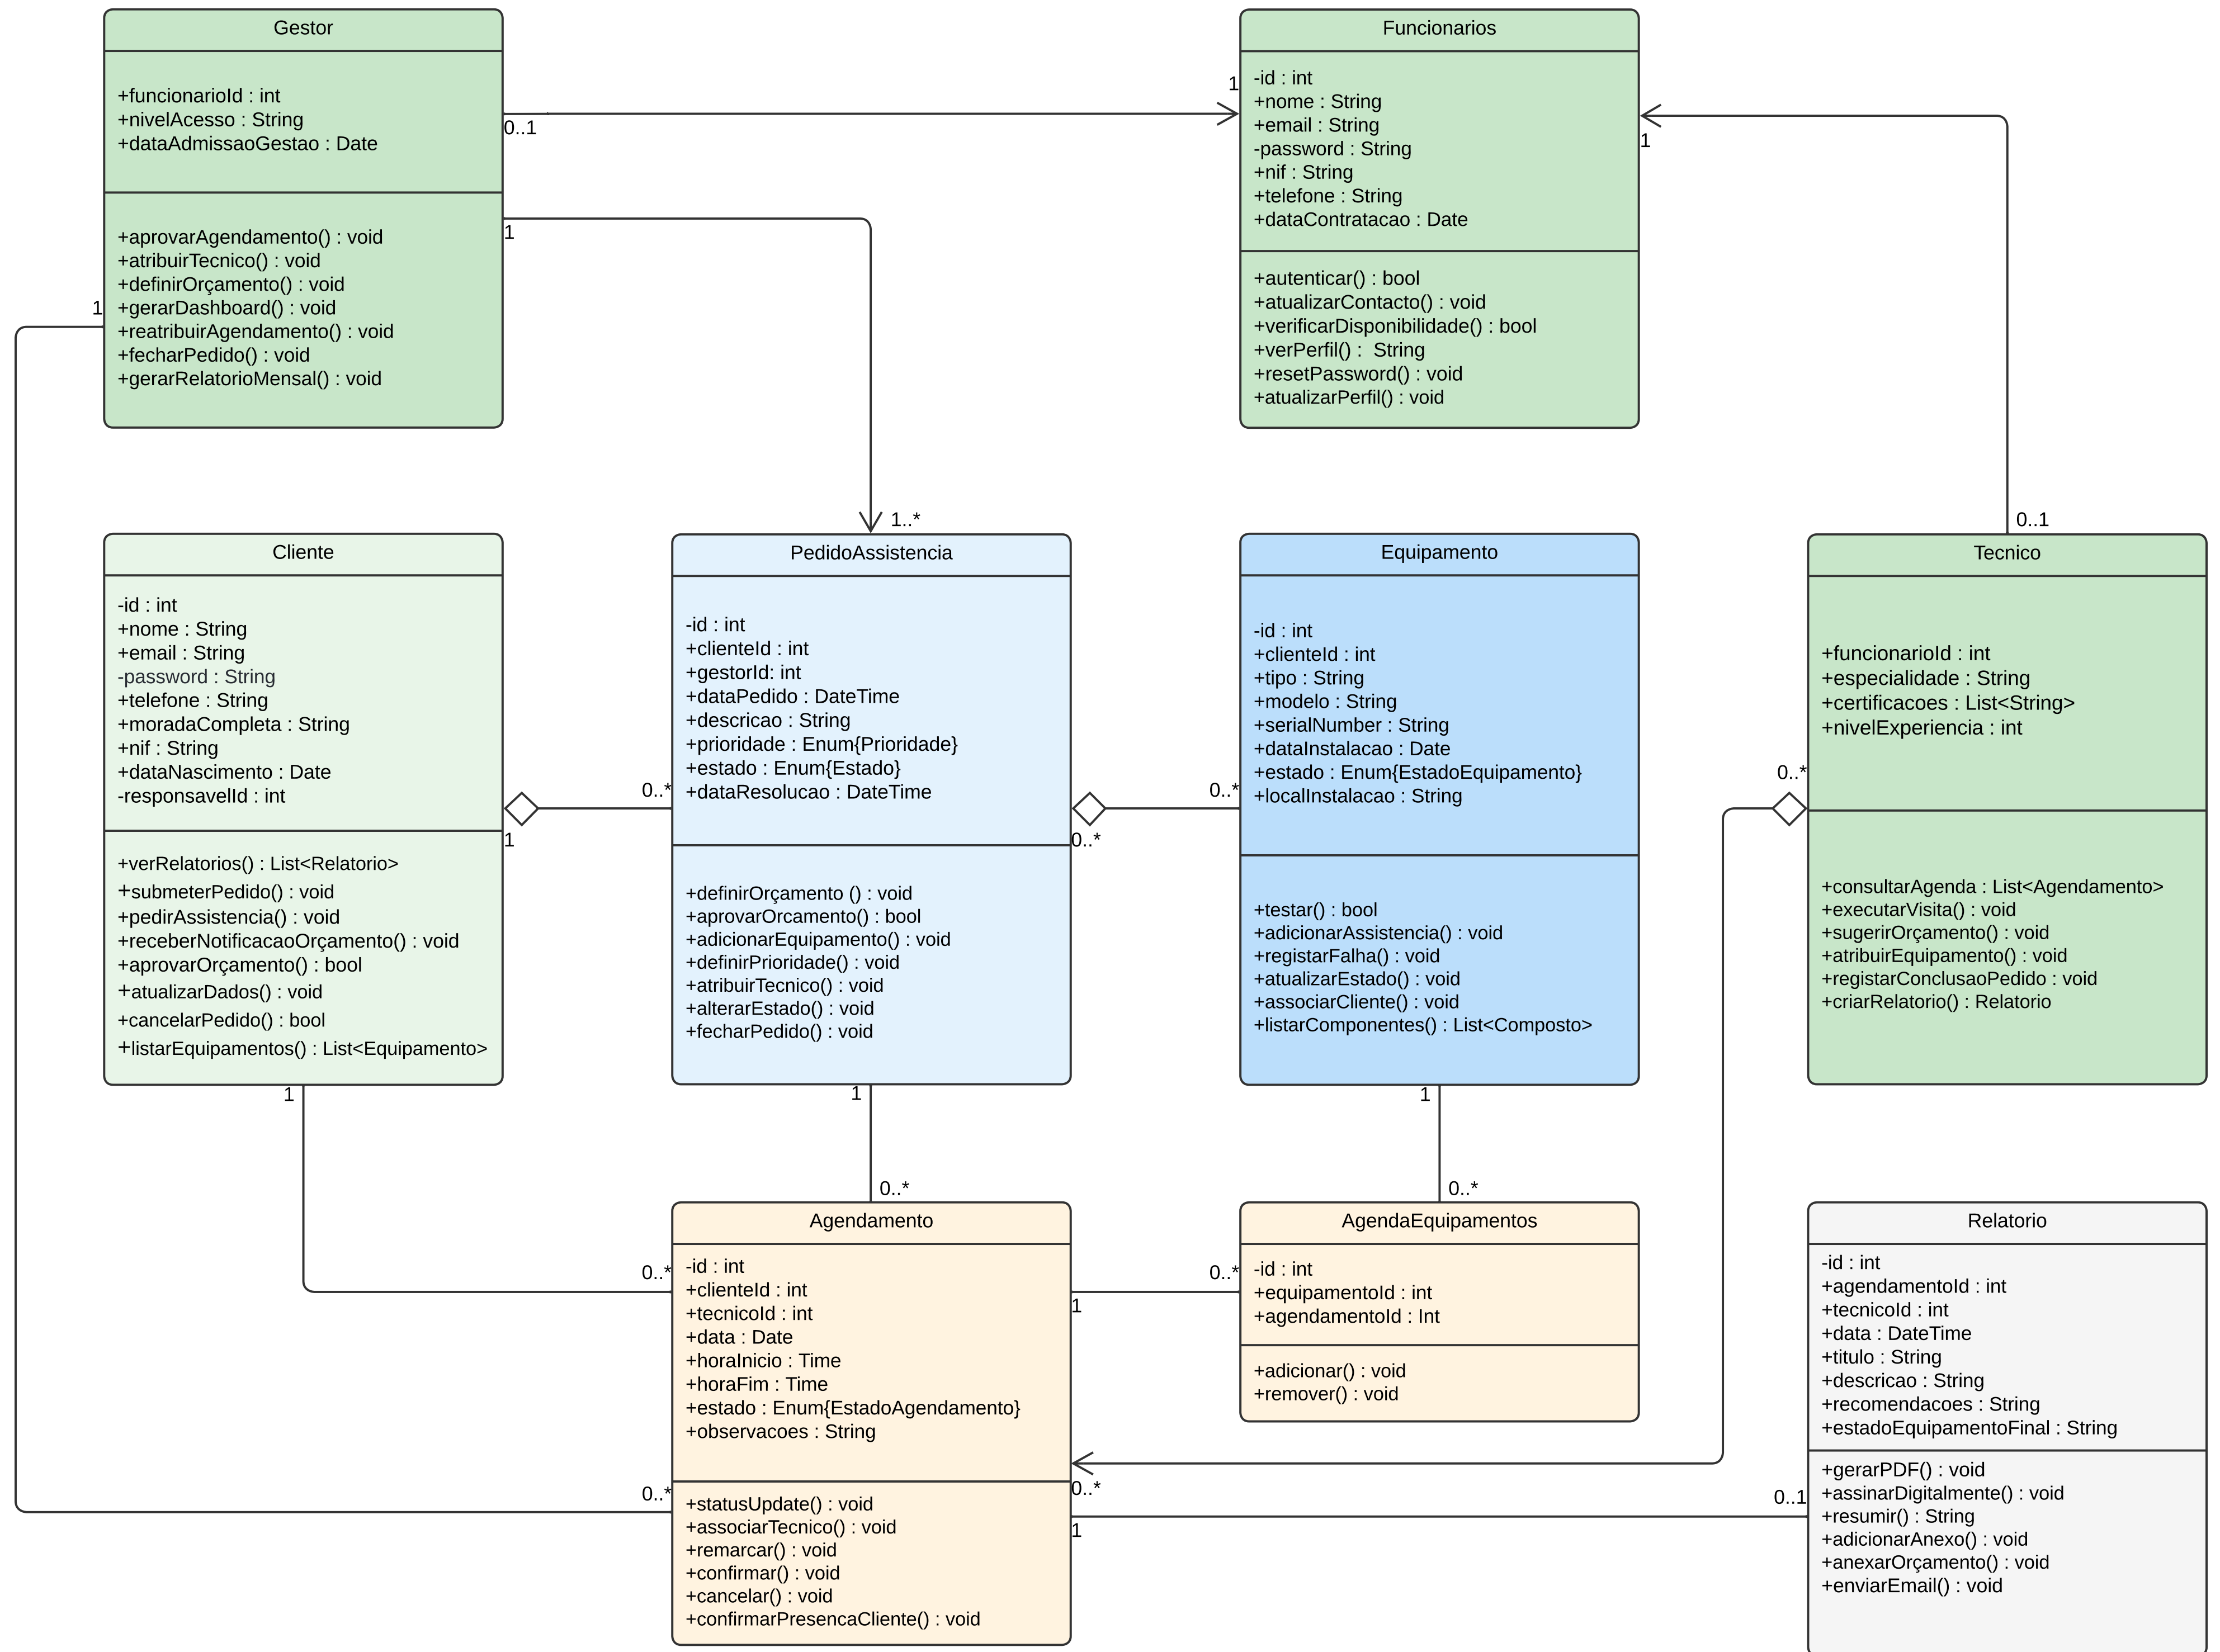 Gestor
+funcionarioId : int
+nivelAcesso : String
+dataAdmissaoGestao : Date
+aprovarAgendamento() : void
+atribuirTecnico() : void
+definirOrçamento() : void
+gerarDashboard() : void
+reatribuirAgendamento() : void
+fecharPedido() : void
+gerarRelatorioMensal() : void
0..1
1
1
1
Funcionarios
-id : int
+nome : String
+email : String
-password : String
+nif : String
+telefone : String
+dataContratacao : Date
+autenticar() : bool
+atualizarContacto() : void
+verificarDisponibilidade() : bool
+verPerfil() :  String
+resetPassword() : void
+atualizarPerfil() : void
1
1..*
0..1
Cliente
-id : int
+nome : String
+email : String
-password : String
+telefone : String
+moradaCompleta : String
+nif : String
+dataNascimento : Date
-responsavelId : int
+verRelatorios() : List<Relatorio>
+submeterPedido() : void
+pedirAssistencia() : void
+receberNotificacaoOrçamento() : void
+aprovarOrçamento() : bool
+atualizarDados() : void
+cancelarPedido() : bool
+listarEquipamentos() : List<Equipamento>
1
0..*
PedidoAssistencia
-id : int
+clienteId : int
+gestorId: int
+dataPedido : DateTime
+descricao : String
+prioridade : Enum{Prioridade}
+estado : Enum{Estado}
+dataResolucao : DateTime
+definirOrçamento () : void
+aprovarOrcamento() : bool
+adicionarEquipamento() : void
+definirPrioridade() : void
+atribuirTecnico() : void
+alterarEstado() : void
+fecharPedido() : void
0..*
0..*
Equipamento
-id : int
+clienteId : int
+tipo : String
+modelo : String
+serialNumber : String
+dataInstalacao : Date
+estado : Enum{EstadoEquipamento}
+localInstalacao : String
+testar() : bool
+adicionarAssistencia() : void
+registarFalha() : void
+atualizarEstado() : void
+associarCliente() : void
+listarComponentes() : List<Composto>
Tecnico
+funcionarioId : int
+especialidade : String
+certificacoes : List<String>
+nivelExperiencia : int
0..*
+consultarAgenda : List<Agendamento>
+executarVisita() : void
+sugerirOrçamento() : void
+atribuirEquipamento() : void
+registarConclusaoPedido : void
+criarRelatorio() : Relatorio
1
1
1
0..*
0..*
0..*
Agendamento
-id : int
+clienteId : int
+tecnicoId : int
+data : Date
+horaInicio : Time
+horaFim : Time
+estado : Enum{EstadoAgendamento}
+observacoes : String
+statusUpdate() : void
+associarTecnico() : void
+remarcar() : void
+confirmar() : void
+cancelar() : void
+confirmarPresencaCliente() : void
0..*
1
0..*
0..*
1
0..1
AgendaEquipamentos
-id : int
+equipamentoId : int
+agendamentoId : Int
+adicionar() : void
+remover() : void
Relatorio
-id : int
+agendamentoId : int
+tecnicoId : int
+data : DateTime
+titulo : String
+descricao : String
+recomendacoes : String
+estadoEquipamentoFinal : String
+gerarPDF() : void
+assinarDigitalmente() : void
+resumir() : String
+adicionarAnexo() : void
+anexarOrçamento() : void
+enviarEmail() : void